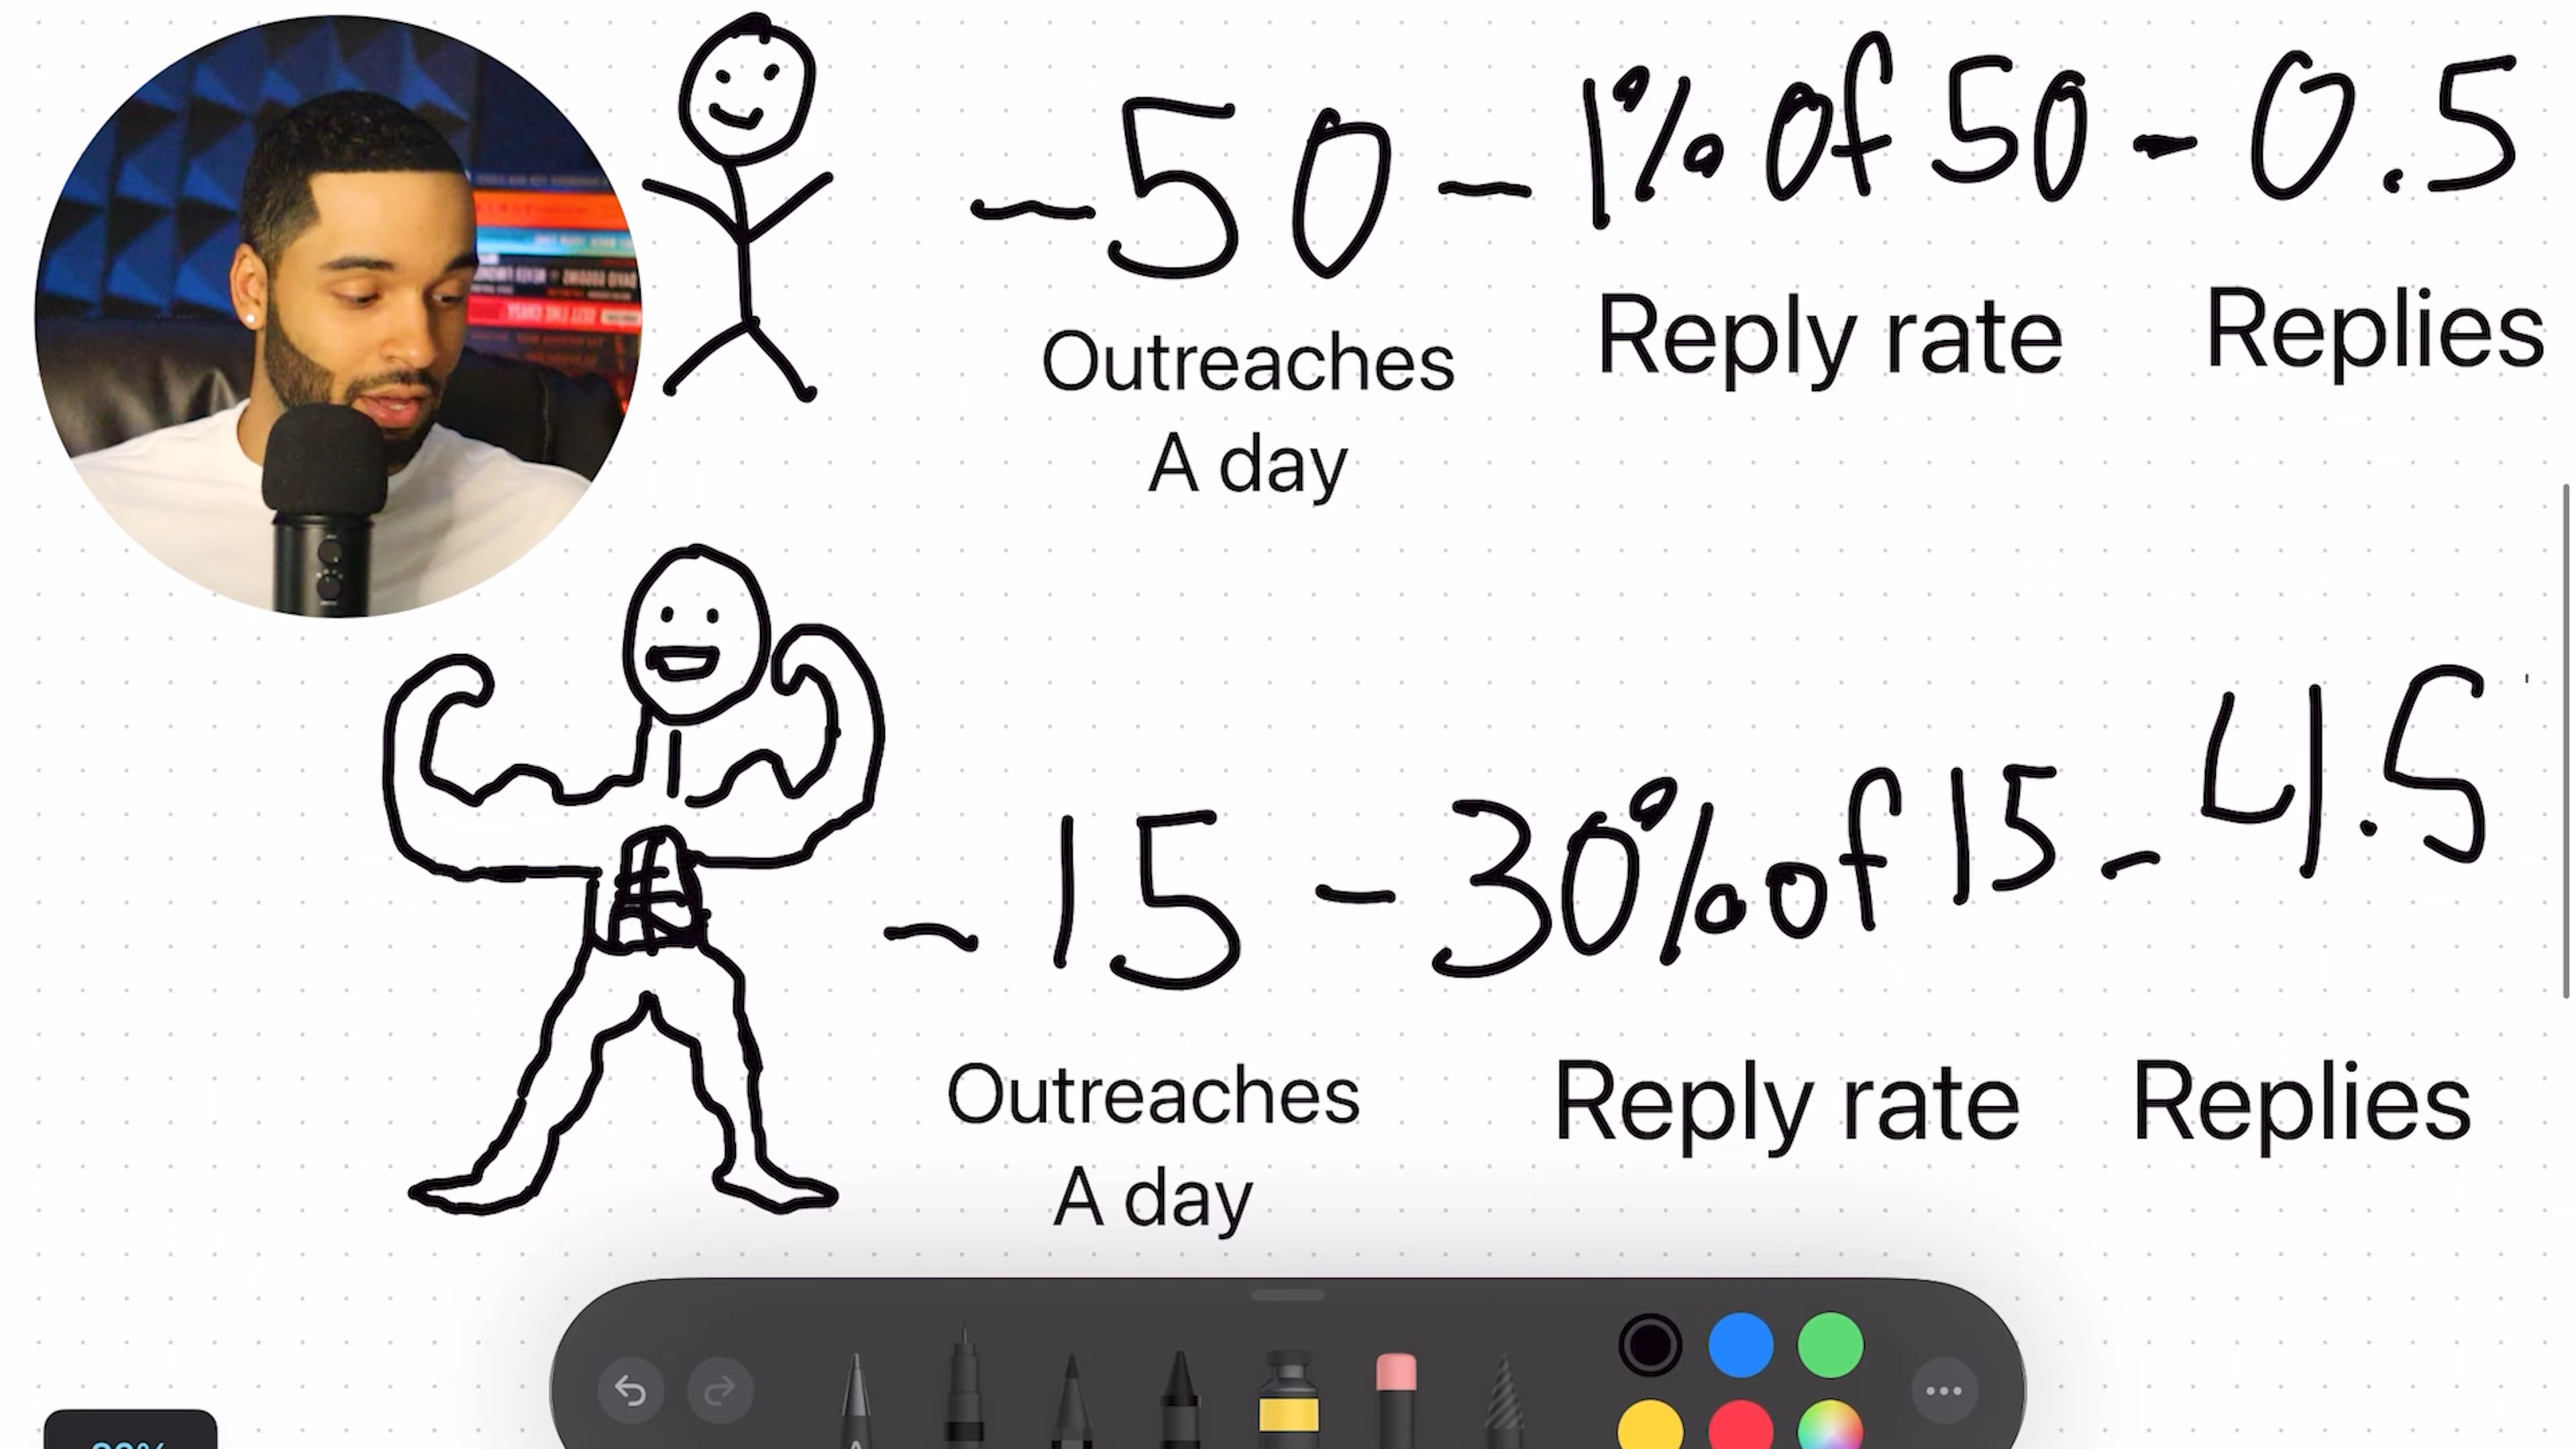 - 50 - 1% of 50 - 0.5
Outreaches
A day
Reply rate
Replies
- 15 - 30% of 15 - 4.5
Outreaches
A day
Reply rate
Replies